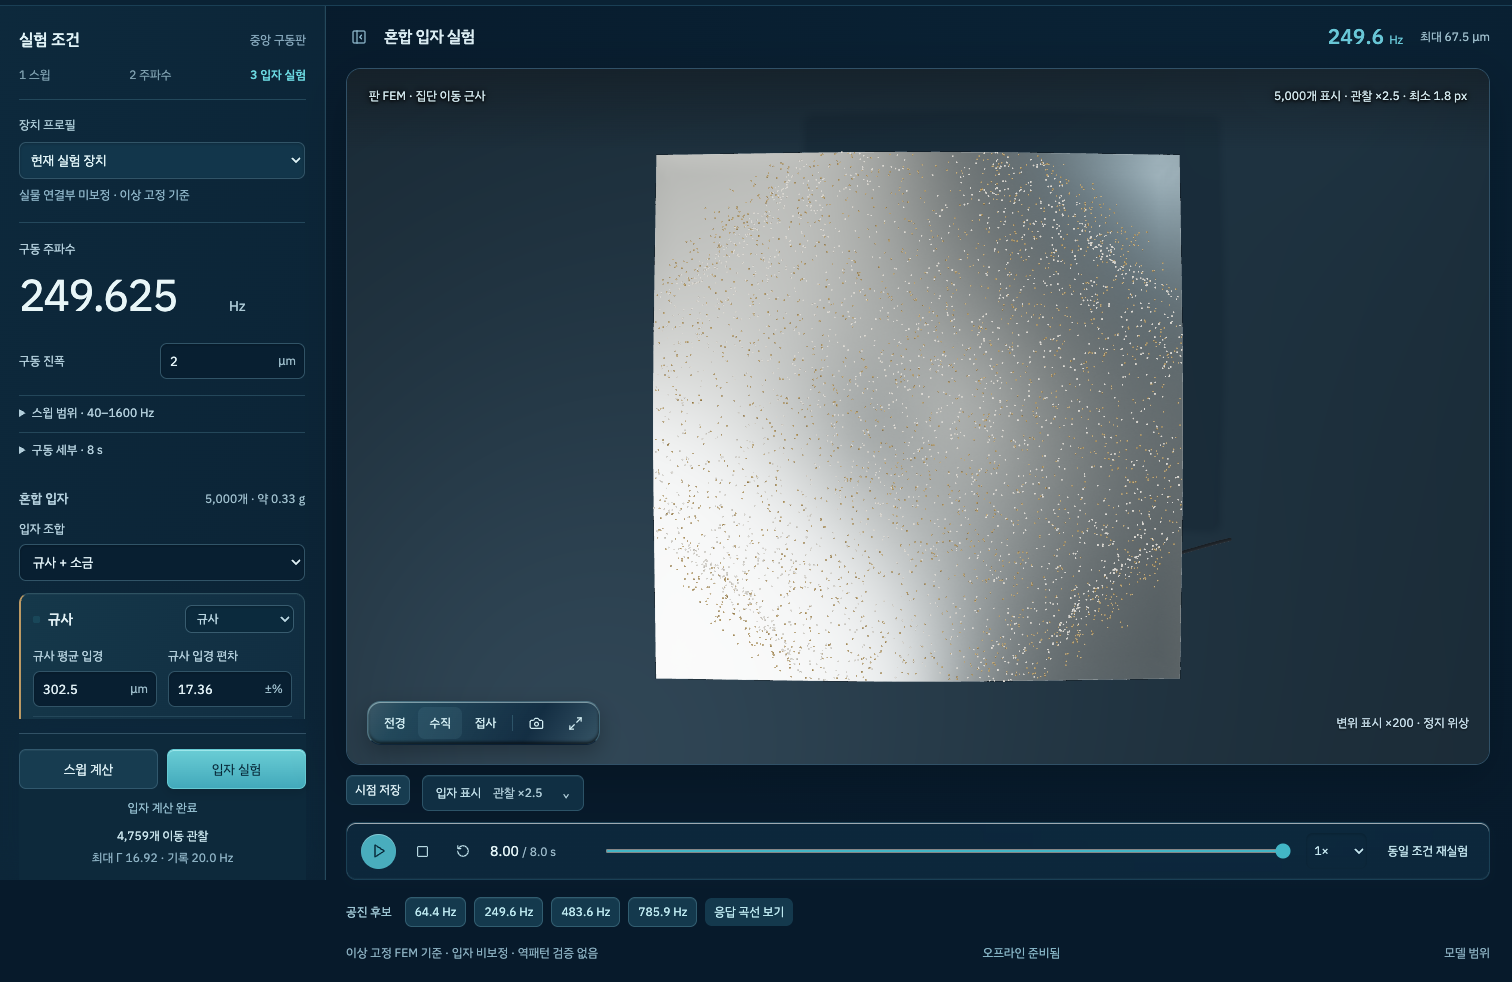 실험 조건
중앙 구동판
1 스윕
2 주파수
3 입자 실험
장치 프로필
현재 실험 장치
실물 연결부 미보정 · 이상 고정 기준
구동 주파수
249.625 Hz
구동 진폭
2 μm
스윕 범위 · 40–1600 Hz
구동 세부 · 8 s
혼합 입자
5,000개 · 약 0.33 g
입자 조합
규사 + 소금
규사
규사
규사 평균 입경
규사 입경 편차
302.5 μm
17.36 ±%
스윕 계산
입자 실험
입자 계산 완료
4,759개 이동 관찰
최대 Γ 16.92 · 기록 20.0 Hz
혼합 입자 실험
249.6 Hz
최대 67.5 μm
판 FEM · 집단 이동 근사
5,000개 표시 · 관찰 ×2.5 · 최소 1.8 px
전경
수직
접사
변위 표시 ×200 · 정지 위상
시점 저장
입자 표시 관찰 ×2.5
8.00 / 8.0 s
1×
동일 조건 재실험
공진 후보
64.4 Hz
249.6 Hz
483.6 Hz
785.9 Hz
응답 곡선 보기
이상 고정 FEM 기준 · 입자 비보정 · 역패턴 검증 없음
오프라인 준비됨
모델 범위